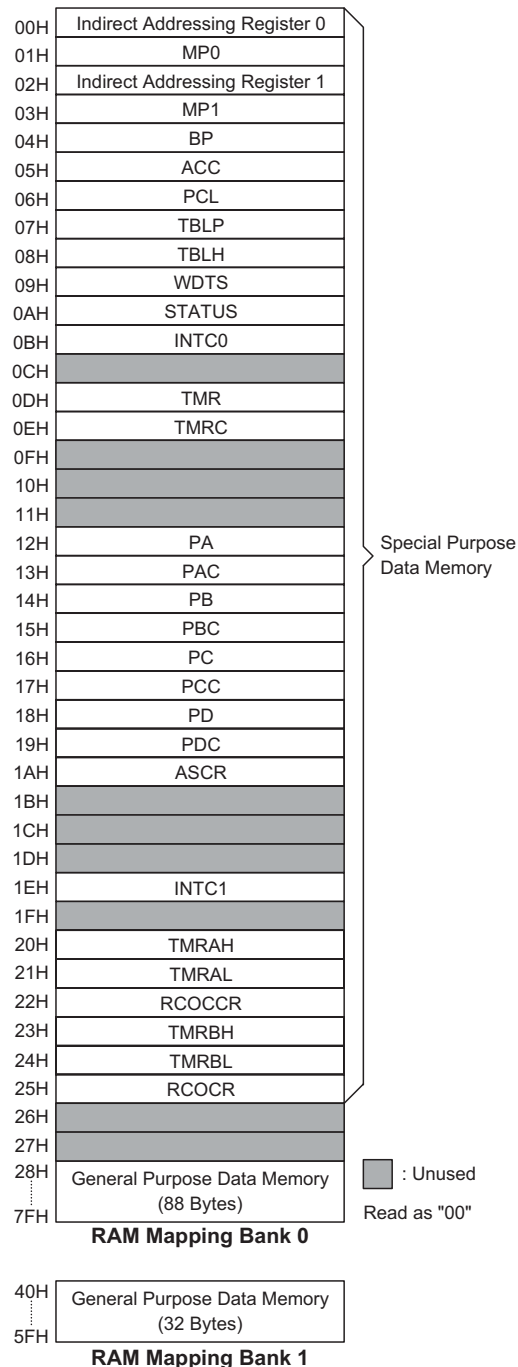 00H Indirect Addressing Register 0
01H MP0
02H Indirect Addressing Register 1
03H MP1
04H BP
05H ACC
06H PCL
07H TBLP
08H TBLH
09H WDTS
0AH STATUS
0BH INTC0
0CH
0DH TMR
0EH TMRC
0FH
10H
11H
12H PA
13H PAC
14H PB
15H PBC
16H PC
17H PCC
18H PD
19H PDC
1AH ASCR
1BH
1CH
1DH
1EH INTC1
1FH
20H TMRAH
21H TMRAL
22H RCOCCR
23H TMRBH
24H TMRBL
25H RCOCR
26H
27H
28H General Purpose Data Memory
7FH (88 Bytes)
RAM Mapping Bank 0
Special Purpose
Data Memory
: Unused
Read as "00"
40H General Purpose Data Memory
5FH (32 Bytes)
RAM Mapping Bank 1